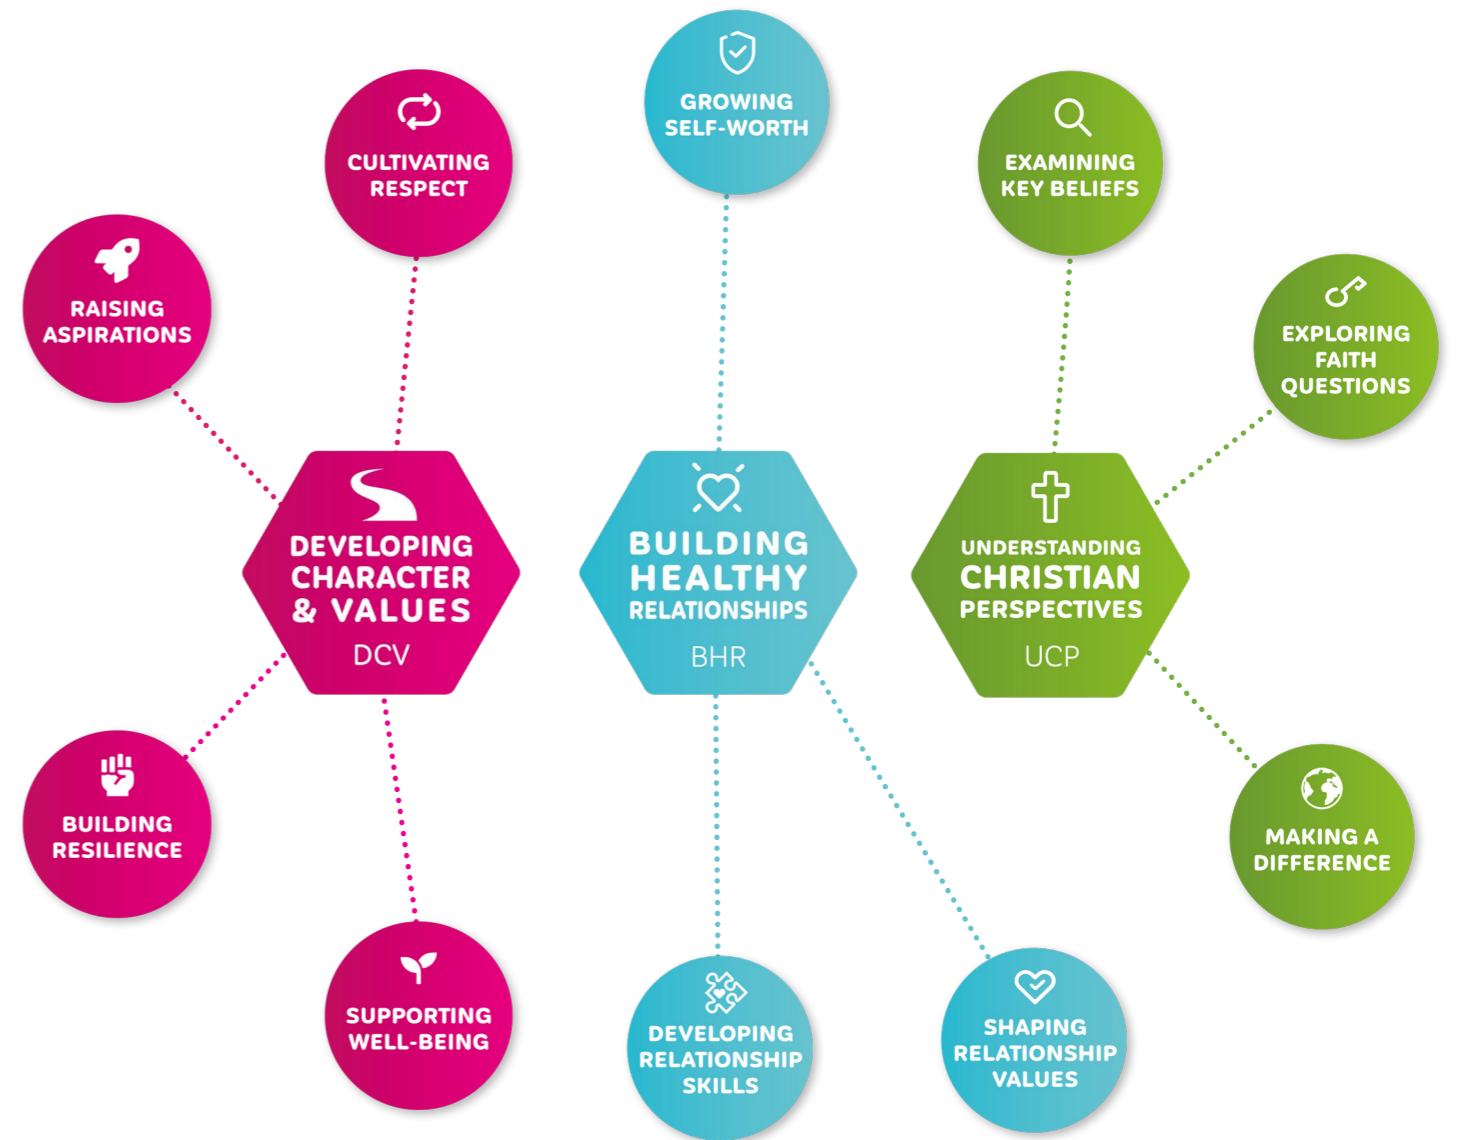 GROWING
SELF-WORTH
CULTIVATING
RESPECT
EXAMINING
KEY BELIEFS
RAISING
ASPIRATIONS
EXPLORING
FAITH
QUESTIONS
DEVELOPING
CHARACTER
& VALUES
DCV
BUILDING
HEALTHY
RELATIONSHIPS
BHR
UNDERSTANDING
CHRISTIAN
PERSPECTIVES
UCP
BUILDING
RESILIENCE
MAKING A
DIFFERENCE
SUPPORTING
WELL-BEING
DEVELOPING
RELATIONSHIP
SKILLS
SHAPING
RELATIONSHIP
VALUES